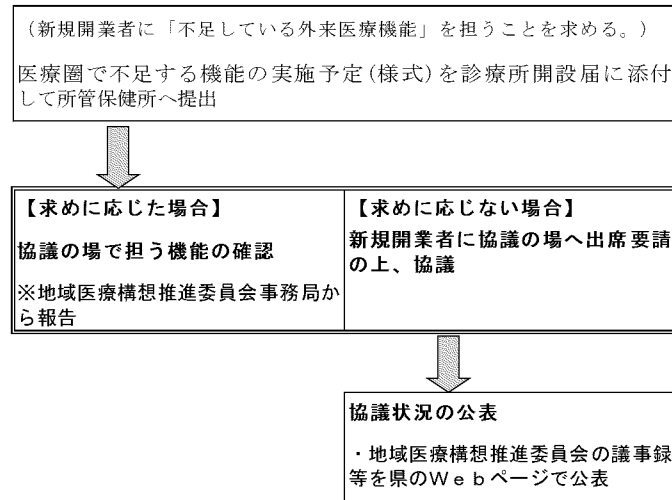 （新規開業者に「不足している外来医療機能」を担うことを求める。）
医療圏で不足する機能の実施予定（様式）を診療所開設届に添付
して所管保健所へ提出
【求めに応じた場合】
協議の場で担う機能の確認
※地域医療構想推進委員会事務局か
ら報告
【求めに応じない場合】
新規開業者に協議の場へ出席要請
の上、協議
協議状況の公表
・地域医療構想推進委員会の議事録
等を県のＷｅｂページで公表